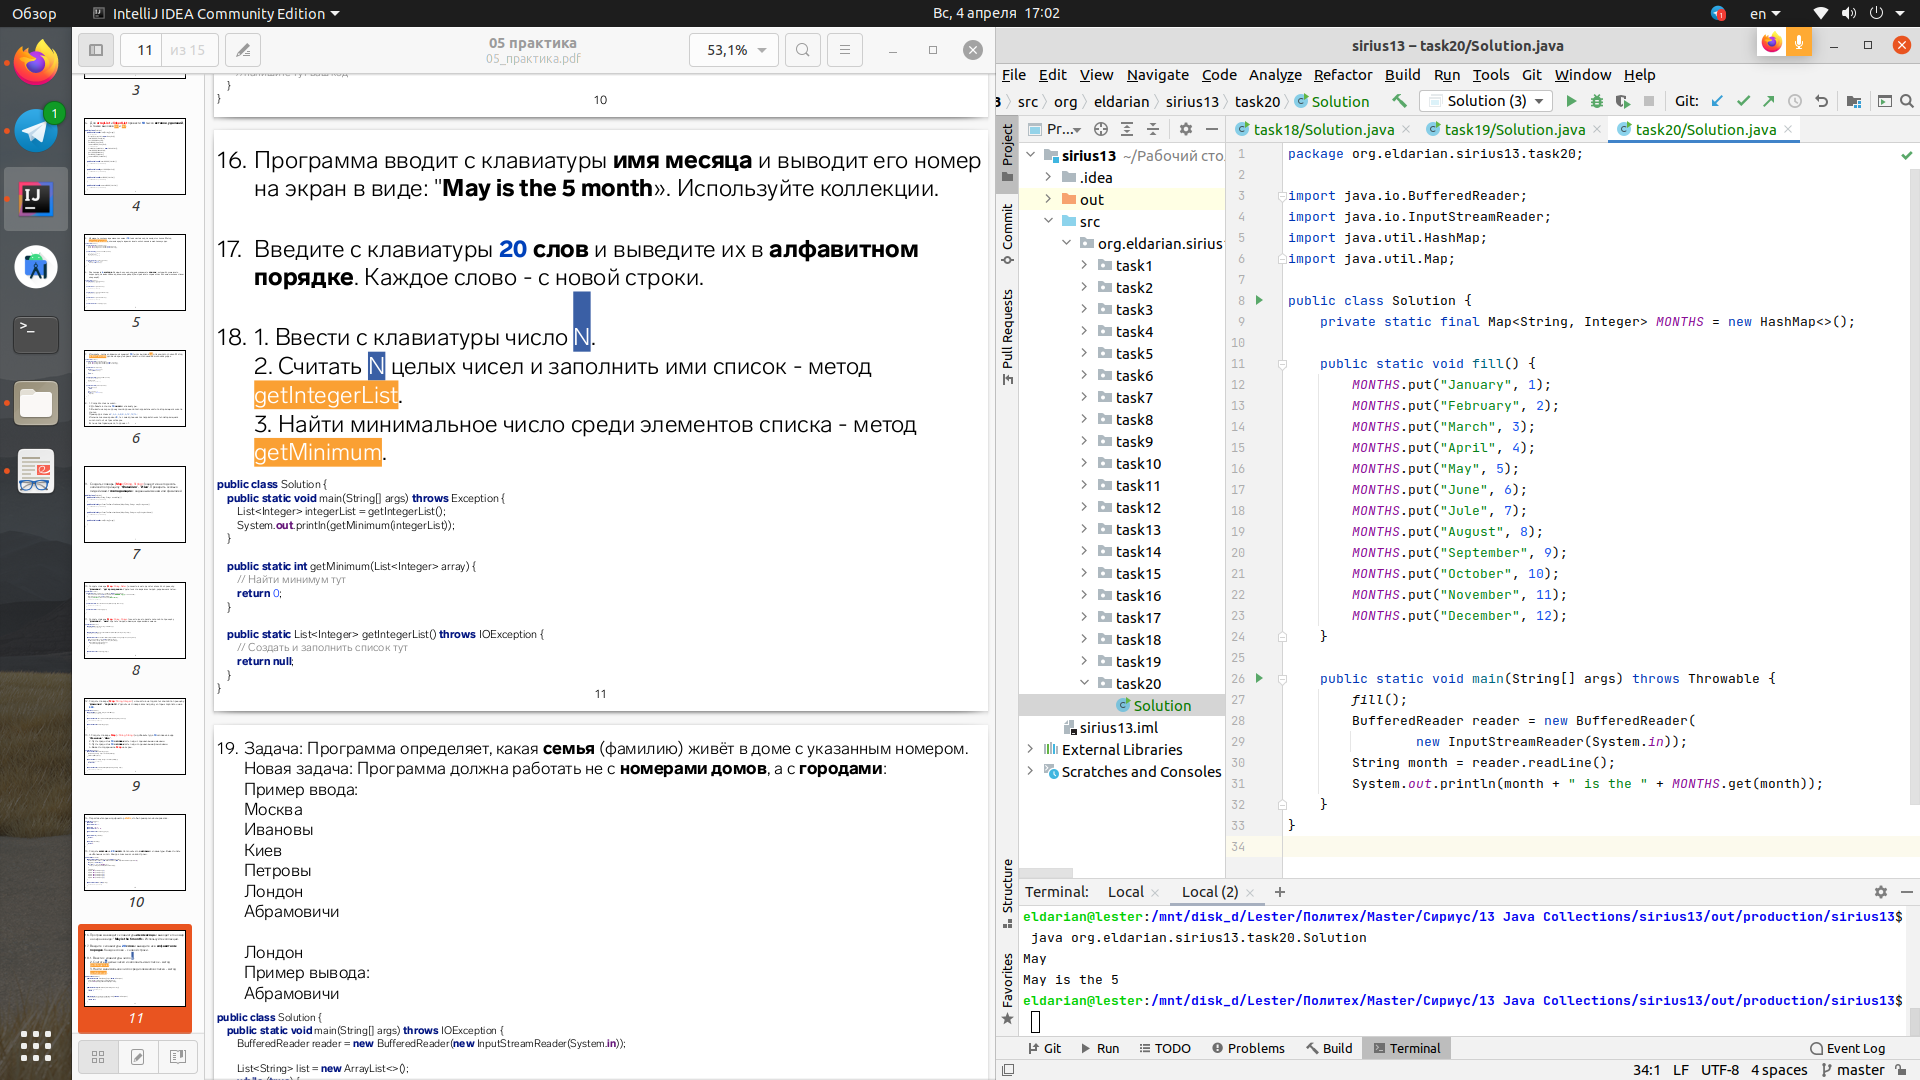 Обзор
IntelliJ IDEA Community Edition
Вс, 4 апреля 17:02
en
11
из 15
05 практика
05_практика.pdf
53,1%
3
4
5
6
7
8
9
10
11
}
}
10
16. Программа вводит с клавиатуры имя месяца и выводит его номер
на экран в виде: "May is the 5 month». Используйте коллекции.
17. Введите с клавиатуры 20 слов и выведите их в алфавитном
порядке. Каждое слово - с новой строки.
18. 1. Ввести с клавиатуры число N.
2. Считать N целых чисел и заполнить ими список - метод
getIntegerList.
3. Найти минимальное число среди элементов списка - метод
getMinimum.
public class Solution {
public static void main(String[] args) throws Exception {
List<Integer> integerList = getIntegerList();
System.out.println(getMinimum(integerList));
}
public static int getMinimum(List<Integer> array) {
// Найти минимум тут
return 0;
}
public static List<Integer> getIntegerList() throws IOException {
// Создать и заполнить список тут
return null;
}
}
11
19. Задача: Программа определяет, какая семья (фамилию) живёт в доме с указанным номером.
Новая задача: Программа должна работать не с номерами домов, а с городами:
Пример ввода:
Москва
Ивановы
Киев
Петровы
Лондон
Абрамовичи
Лондон
Пример вывода:
Абрамовичи
public class Solution {
public static void main(String[] args) throws IOException {
BufferedReader reader = new BufferedReader(new InputStreamReader(System.in));
List<String> list = new ArrayList<>();
sirius13 – task20/Solution.java
File Edit View Navigate Code Analyze Refactor Build Run Tools Git Window Help
3 src org eldarian sirius13 task20 Solution
Solution (3)
Git:
Project
Commit
Pull Requests
Structure
Favorites
Pr...
sirius13 ~/Рабочий сто
.idea
out
src
org.eldarian.sirius
task1
task2
task3
task4
task5
task6
task7
task8
task9
task10
task11
task12
task13
task14
task15
task16
task17
task18
task19
task20
Solution
sirius13.iml
External Libraries
Scratches and Consoles
task18/Solution.java
task19/Solution.java
task20/Solution.java
1 package org.eldarian.sirius13.task20;
2
3 import java.io.BufferedReader;
4 import java.io.InputStreamReader;
5 import java.util.HashMap;
6 import java.util.Map;
7
8 public class Solution {
9 private static final Map<String, Integer> MONTHS = new HashMap<>();
10
11 public static void fill() {
12 MONTHS.put("January", 1);
13 MONTHS.put("February", 2);
14 MONTHS.put("March", 3);
15 MONTHS.put("April", 4);
16 MONTHS.put("May", 5);
17 MONTHS.put("June", 6);
18 MONTHS.put("Jule", 7);
19 MONTHS.put("August", 8);
20 MONTHS.put("September", 9);
21 MONTHS.put("October", 10);
22 MONTHS.put("November", 11);
23 MONTHS.put("December", 12);
24 }
25
26 public static void main(String[] args) throws Throwable {
27 fill();
28 BufferedReader reader = new BufferedReader(
29 new InputStreamReader(System.in));
30 String month = reader.readLine();
31 System.out.println(month + " is the " + MONTHS.get(month));
32 }
33 }
34
Terminal: Local Local (2)
eldarian@lester:/mnt/disk_d/Lester/Политех/Master/Сириус/13 Java Collections/sirius13/out/production/sirius13$
java org.eldarian.sirius13.task20.Solution
May
May is the 5
eldarian@lester:/mnt/disk_d/Lester/Политех/Master/Сириус/13 Java Collections/sirius13/out/production/sirius13$
Git Run TODO Problems Build Terminal Event Log
34:1 LF UTF-8 4 spaces master